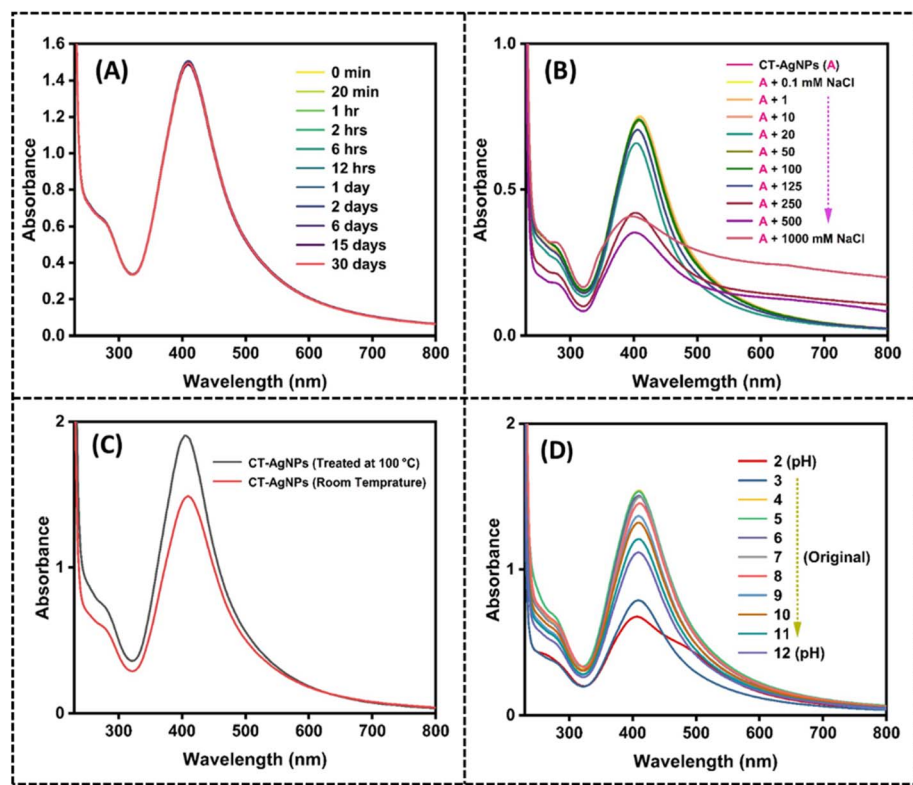 (A)
1.6
1.4
1.2
1.0
0.8
0.6
0.4
0.2
0.0
Absorbance
300 400 500 600 700 800
Wavelength (nm)
0 min
20 min
1 hr
2 hrs
6 hrs
12 hrs
1 day
2 days
6 days
15 days
30 days
(B)
1.0
0.5
0.0
Absorbance
300 400 500 600 700 800
Wavelemgth (nm)
CT-AgNPs (A)
A + 0.1 mM NaCl
A + 1
A + 10
A + 20
A + 50
A + 100
A + 125
A + 250
A + 500
A + 1000 mM NaCl
(C)
2
1
0
Absorbance
300 400 500 600 700 800
Wavelength (nm)
CT-AgNPs (Treated at 100 °C)
CT-AgNPs (Room Temprature)
(D)
2
1
0
Absorbance
300 400 500 600 700 800
Wavelength (nm)
2 (pH)
3
4
5
6
7
8
9
10
11
12 (pH)
(Original)